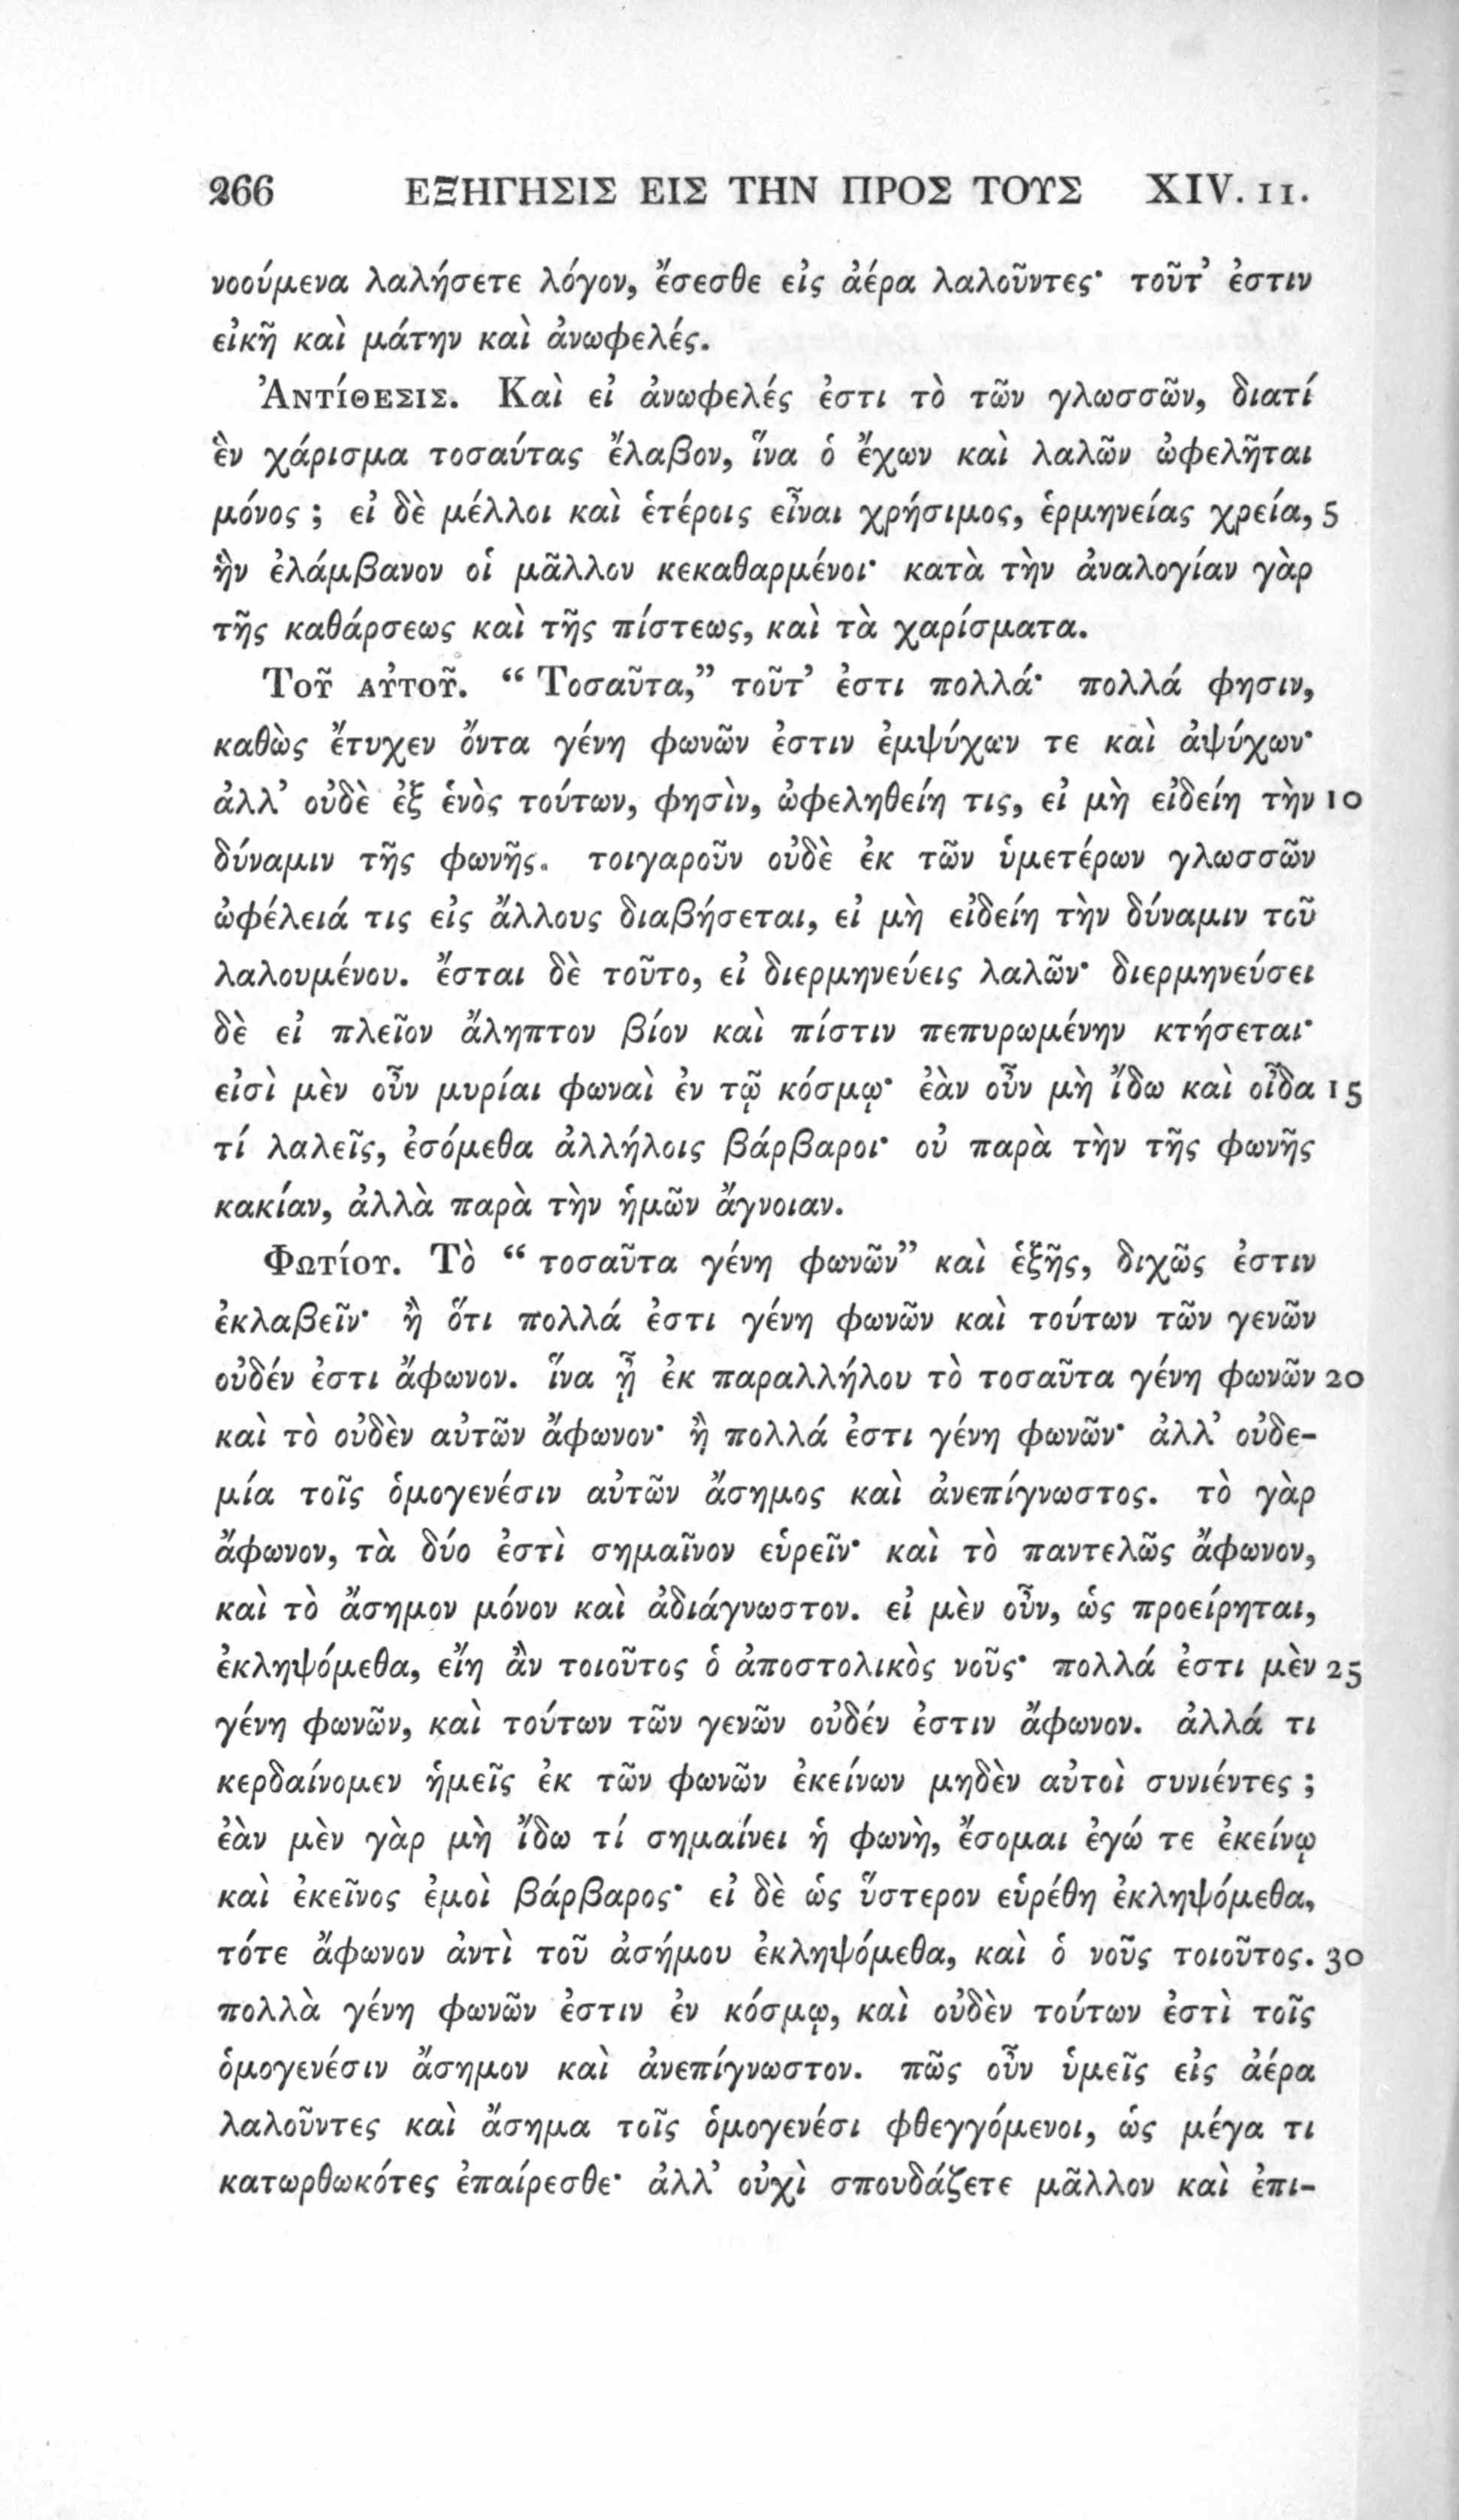 266 ΕΞΗΓΗΣΙΣ ΕΙΣ ΤΗΝ ΠΡΟΣ ΤΟΥΣ XIV. 11.
νοούμενα λαλήσετε λόγον, ἔσεσθε εἰς ἀέρα λαλοῦντες· τοῦτ’ ἐστιν
εἰκῆ καὶ μάτην καὶ ἀνωφελές.
Ἀντίθεσις. Καὶ εἰ ἀνωφελές ἐστι τὸ τῶν γλωσσῶν, διατί
ἓν χάρισμα τοσαύτας ἔλαβον, ἵνα ὁ ἔχων καὶ λαλῶν ὠφελῆται
μόνος ; εἰ δὲ μέλλοι καὶ ἑτέροις εἶναι χρήσιμος, ἑρμηνείας χρεία, 5
ἣν ἐλάμβανον οἱ μᾶλλον κεκαθαρμένοι· κατὰ τὴν ἀναλογίαν γὰρ
τῆς καθάρσεως καὶ τῆς πίστεως, καὶ τὰ χαρίσματα.
Τοῦ αὐτοῦ. “ Τοσαῦτα,” τοῦτ’ ἐστι πολλά· πολλά φησιν,
καθὼς ἔτυχεν ὄντα γένη φωνῶν ἐστιν ἐμψύχων τε καὶ ἀψύχων·
ἀλλ’ οὐδὲ ἐξ ἑνὸς τούτων, φησὶν, ὠφεληθείη τις, εἰ μὴ εἰδείη τὴν 10
δύναμιν τῆς φωνῆς. τοιγαροῦν οὐδὲ ἐκ τῶν ὑμετέρων γλωσσῶν
ὠφέλειά τις εἰς ἄλλους διαβήσεται, εἰ μὴ εἰδείη τὴν δύναμιν τοῦ
λαλουμένου. ἔσται δὲ τοῦτο, εἰ διερμηνεύεις λαλῶν· διερμηνεύσει
δὲ εἰ πλεῖον ἄληπτον βίον καὶ πίστιν πεπυρωμένην κτήσεται·
εἰσὶ μὲν οὖν μυρίαι φωναὶ ἐν τῷ κόσμῳ· ἐὰν οὖν μὴ ἴδω καὶ οἶδα 15
τί λαλεῖς, ἐσόμεθα ἀλλήλοις βάρβαροι· οὐ παρὰ τὴν τῆς φωνῆς
κακίαν, ἀλλὰ παρὰ τὴν ἡμῶν ἄγνοιαν.
Φωτίου. Τὸ “ τοσαῦτα γένη φωνῶν” καὶ ἑξῆς, διχῶς ἐστιν
ἐκλαβεῖν· ἢ ὅτι πολλά ἐστι γένη φωνῶν καὶ τούτων τῶν γενῶν
οὐδέν ἐστι ἄφωνον. ἵνα ᾖ ἐκ παραλλήλου τὸ τοσαῦτα γένη φωνῶν 20
καὶ τὸ οὐδὲν αὐτῶν ἄφωνον· ἢ πολλά ἐστι γένη φωνῶν· ἀλλ’ οὐδε-
μία τοῖς ὁμογενέσιν αὐτῶν ἄσημος καὶ ἀνεπίγνωστος. τὸ γὰρ
ἄφωνον, τὰ δύο ἐστὶ σημαῖνον εὑρεῖν· καὶ τὸ παντελῶς ἄφωνον,
καὶ τὸ ἄσημον μόνον καὶ ἀδιάγνωστον. εἰ μὲν οὖν, ὡς προείρηται,
ἐκληψόμεθα, εἴη ἂν τοιοῦτος ὁ ἀποστολικὸς νοῦς· πολλά ἐστι μὲν 25
γένη φωνῶν, καὶ τούτων τῶν γενῶν οὐδέν ἐστιν ἄφωνον. ἀλλά τι
κερδαίνομεν ἡμεῖς ἐκ τῶν φωνῶν ἐκείνων μηδὲν αὐτοὶ συνιέντες ;
ἐὰν μὲν γὰρ μὴ ἴδω τί σημαίνει ἡ φωνὴ, ἔσομαι ἐγώ τε ἐκείνῳ
καὶ ἐκεῖνος ἐμοὶ βάρβαρος· εἰ δὲ ὡς ὕστερον εὑρέθη ἐκληψόμεθα,
τότε ἄφωνον ἀντὶ τοῦ ἀσήμου ἐκληψόμεθα, καὶ ὁ νοῦς τοιοῦτος. 30
πολλὰ γένη φωνῶν ἐστιν ἐν κόσμῳ, καὶ οὐδὲν τούτων ἐστὶ τοῖς
ὁμογενέσιν ἄσημον καὶ ἀνεπίγνωστον. πῶς οὖν ὑμεῖς εἰς ἀέρα
λαλοῦντες καὶ ἄσημα τοῖς ὁμογενέσι φθεγγόμενοι, ὡς μέγα τι
κατωρθωκότες ἐπαίρεσθε· ἀλλ’ οὐχὶ σπουδάζετε μᾶλλον καὶ ἐπι-